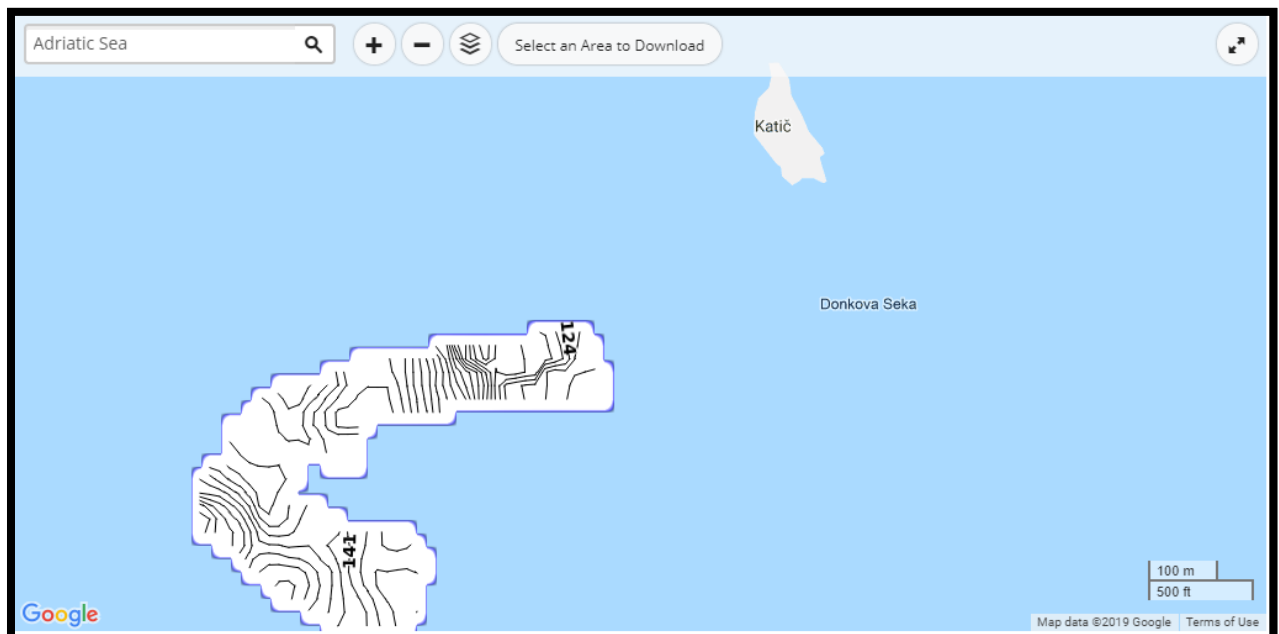 Adriatic Sea
Select an Area to Download
Katič
Donkova Seka
124
141
100 m
500 ft
Google
Map data ©2019 Google Terms of Use